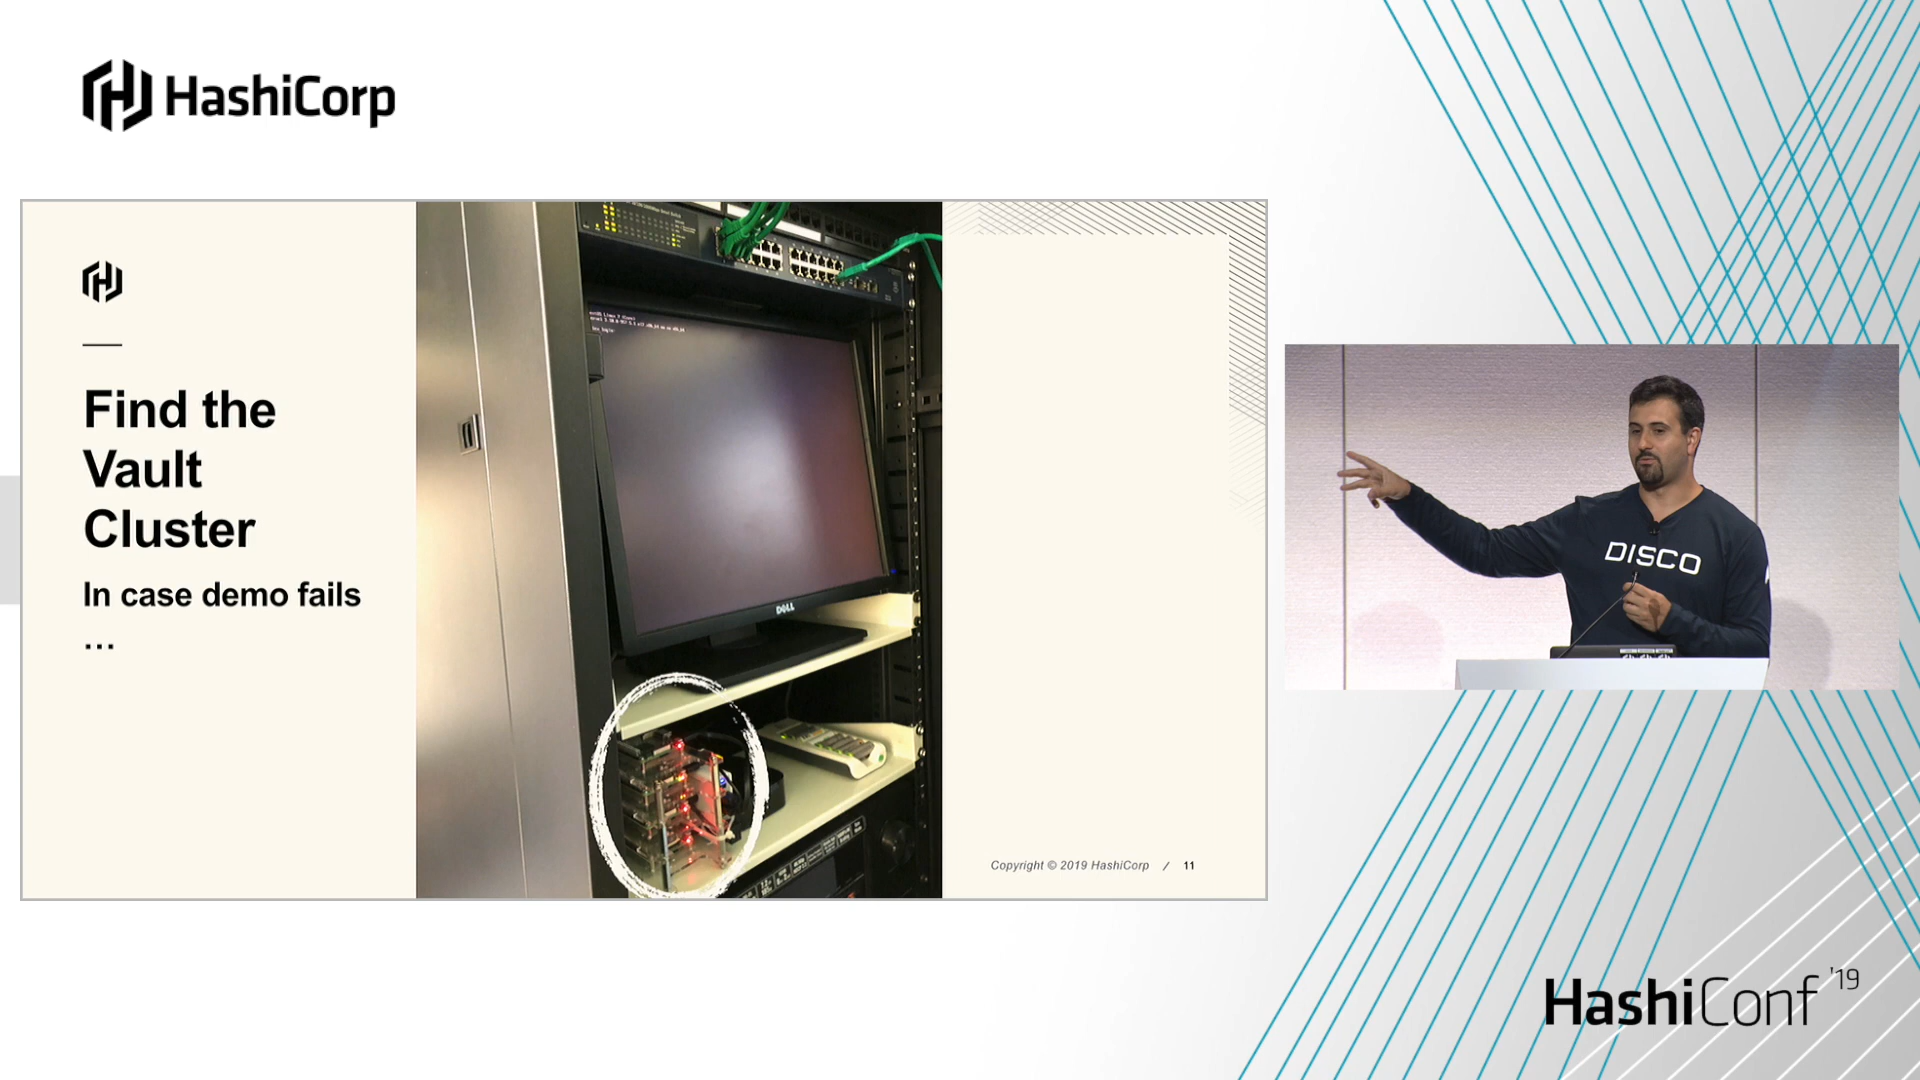 HashiCorp
Find the
Vault
Cluster
In case demo fails
...
DELL
Copyright © 2019 HashiCorp / 11
DISCO
HashiConf '19